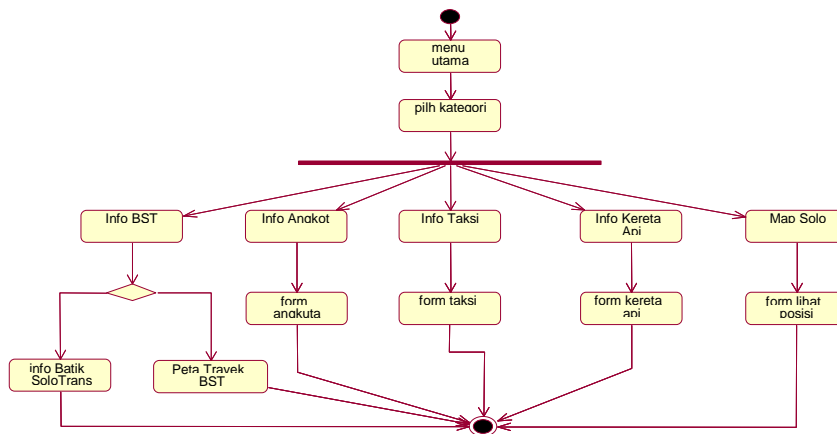 menu
utama
pilh kategori
Info BST
Info Angkot
Info Taksi
Info Kereta
Api
Map Solo
form
angkuta
form taksi
form kereta
api
form lihat
posisi
info Batik
SoloTrans
Peta Trayek
BST